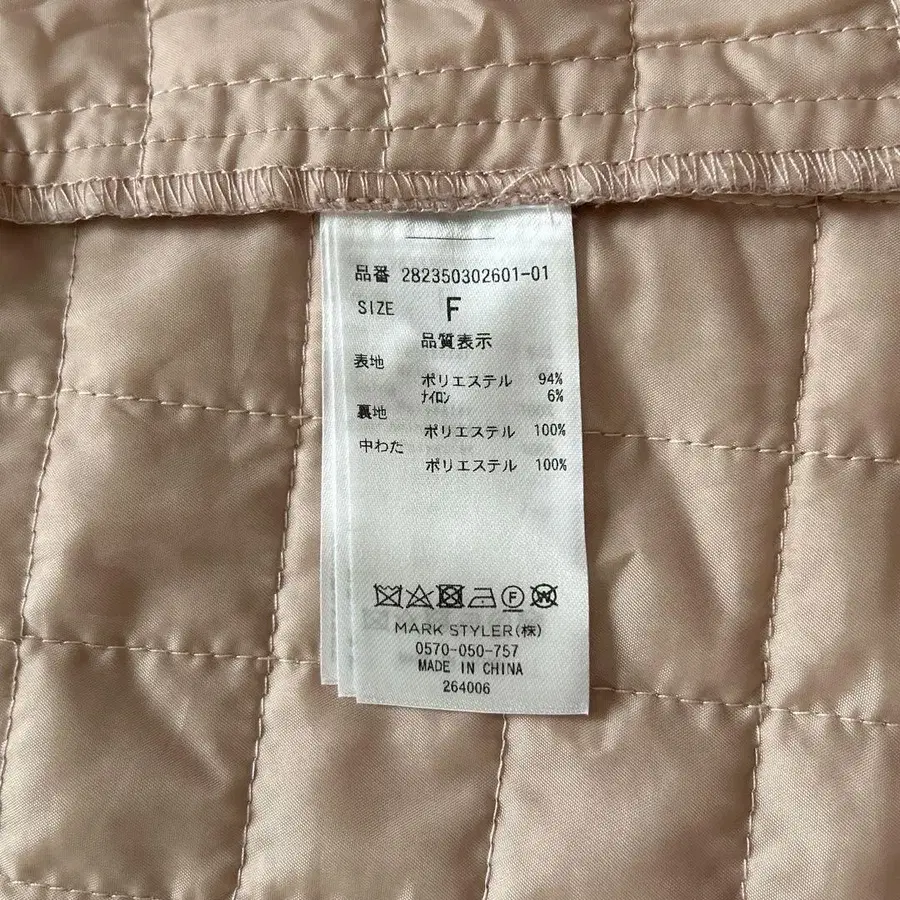 品番 282350302601-01
SIZE F
品質表示
表地
ポリエステル 94%
ナイロン 6%
裏地
ポリエステル 100%
中わた
ポリエステル 100%
F W
MARK STYLER(株)
0570-050-757
MADE IN CHINA
264006